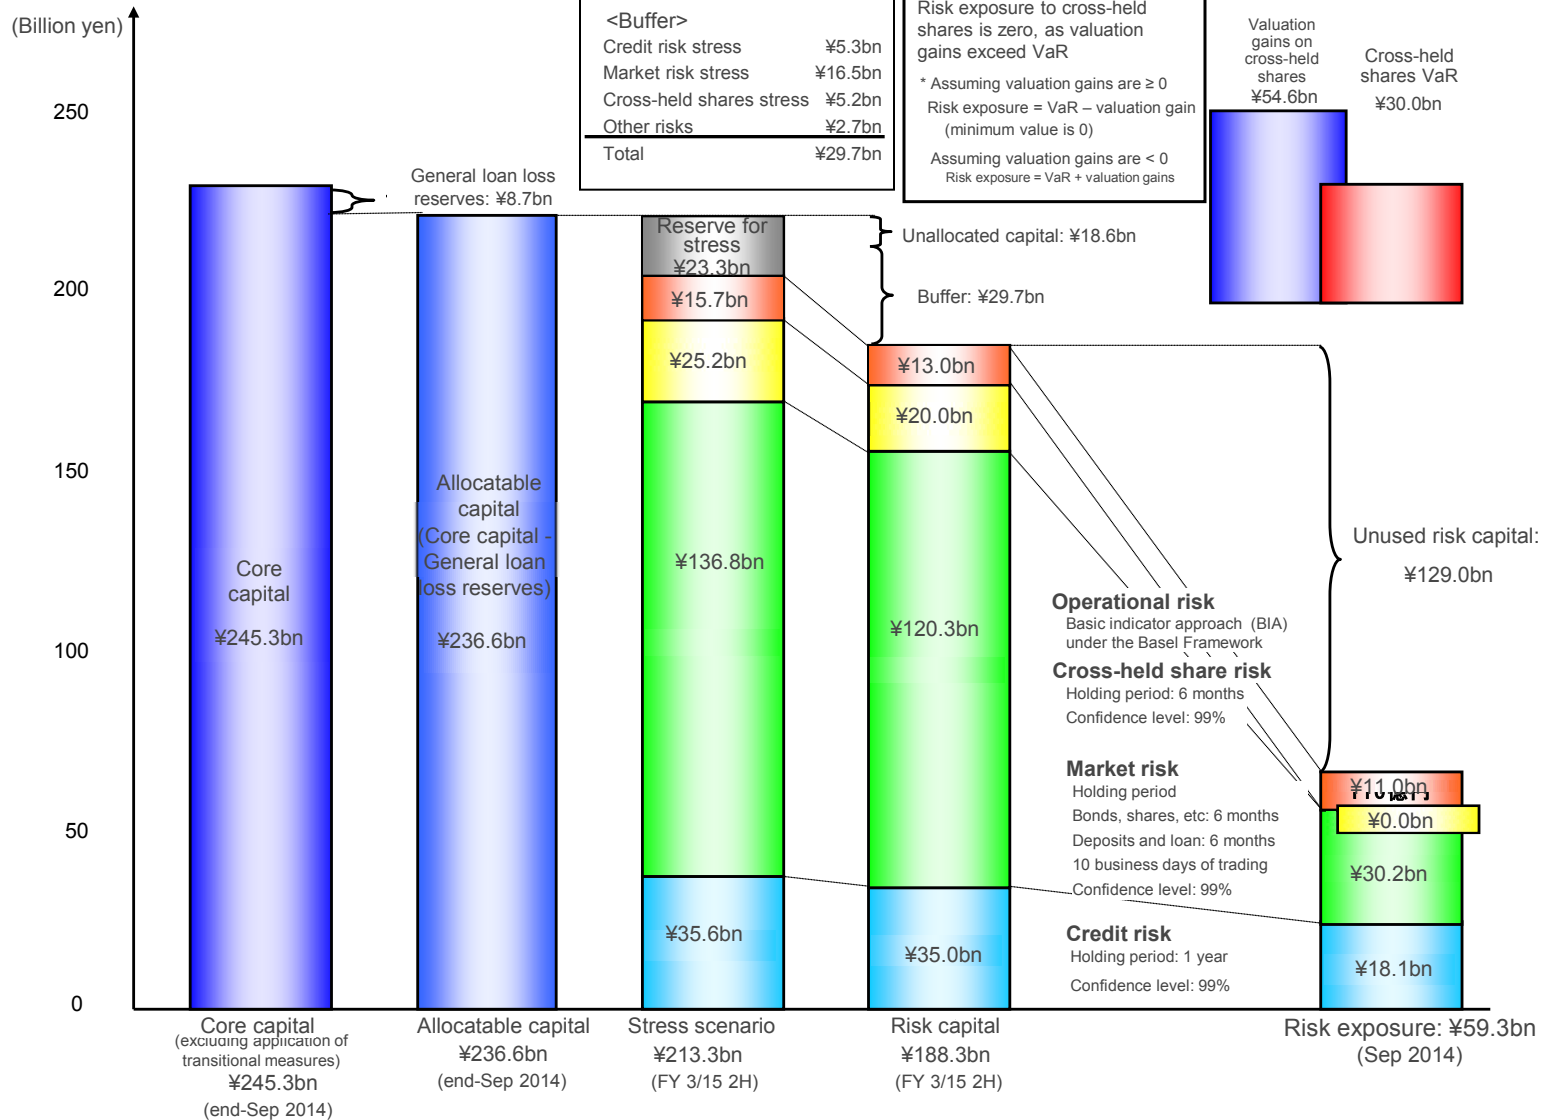 (Billion yen)
250
200
150
100
50
0
<Buffer>
Credit risk stress ¥5.3bn
Market risk stress ¥16.5bn
Cross-held shares stress ¥5.2bn
Other risks ¥2.7bn
Total ¥29.7bn
Risk exposure to cross-held
shares is zero, as valuation
gains exceed VaR
* Assuming valuation gains are ≥ 0
Risk exposure = VaR – valuation gain
(minimum value is 0)
Assuming valuation gains are < 0
Risk exposure = VaR + valuation gains
Valuation
gains on
cross-held
shares
¥54.6bn
Cross-held
shares VaR
¥30.0bn
General loan loss
reserves: ¥8.7bn
Core
capital
¥245.3bn
Allocatable
capital
(Core capital -
General loan
loss reserves)
¥236.6bn
Reserve for
stress
¥23.3bn
¥15.7bn
¥25.2bn
¥136.8bn
¥35.6bn
Unallocated capital: ¥18.6bn
Buffer: ¥29.7bn
¥13.0bn
¥20.0bn
¥120.3bn
¥35.0bn
Operational risk
Basic indicator approach (BIA)
under the Basel Framework
Cross-held share risk
Holding period: 6 months
Confidence level: 99%
Market risk
Holding period
Bonds, shares, etc: 6 months
Deposits and loan: 6 months
10 business days of trading
Confidence level: 99%
Credit risk
Holding period: 1 year
Confidence level: 99%
Unused risk capital:
¥129.0bn
¥11.0bn
¥0.0bn
¥30.2bn
¥18.1bn
Core capital
(excluding application of
transitional measures)
¥245.3bn
(end-Sep 2014)
Allocatable capital
¥236.6bn
(end-Sep 2014)
Stress scenario
¥213.3bn
(FY 3/15 2H)
Risk capital
¥188.3bn
(FY 3/15 2H)
Risk exposure: ¥59.3bn
(Sep 2014)